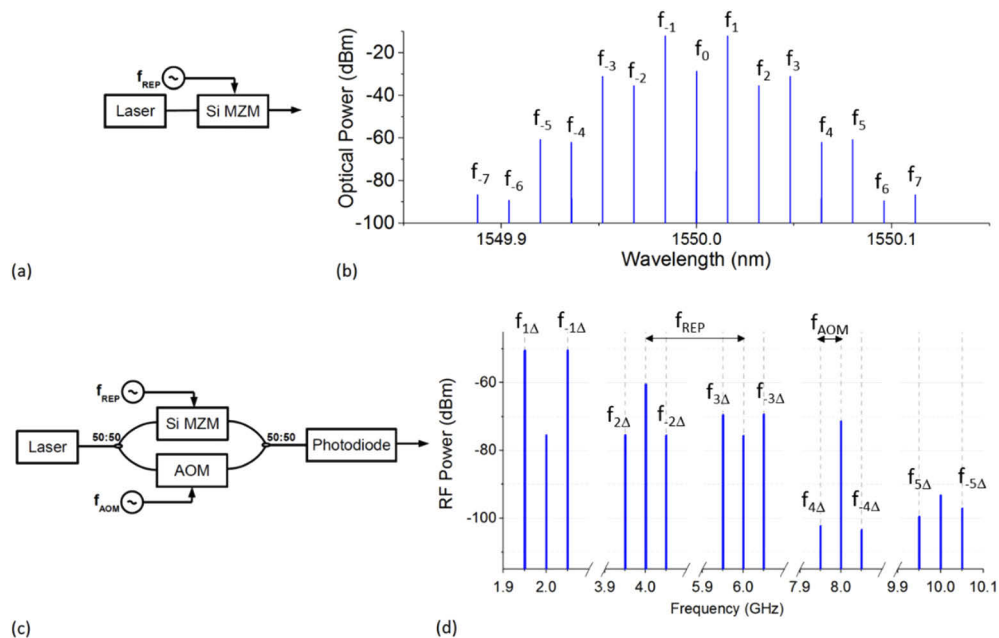 f_REP
Laser
Si MZM
(a)
Optical Power (dBm)
-20
-40
-60
-80
-100
f_-7
f_-6
f_-5
f_-4
f_-3
f_-2
f_-1
f_0
f_1
f_2
f_3
f_4
f_5
f_6
f_7
1549.9
1550.0
1550.1
Wavelength (nm)
(b)
f_REP
Laser
50:50
Si MZM
AOM
50:50
Photodiode
f_AOM
(c)
RF Power (dBm)
-60
-80
-100
f_1Δ
f_-1Δ
f_2Δ
f_-2Δ
f_REP
f_3Δ
f_-3Δ
f_AOM
f_4Δ
f_-4Δ
f_5Δ
f_-5Δ
1.9
2.0
3.9
4.0
5.9
6.0
7.9
8.0
9.9
10.0
10.1
Frequency (GHz)
(d)